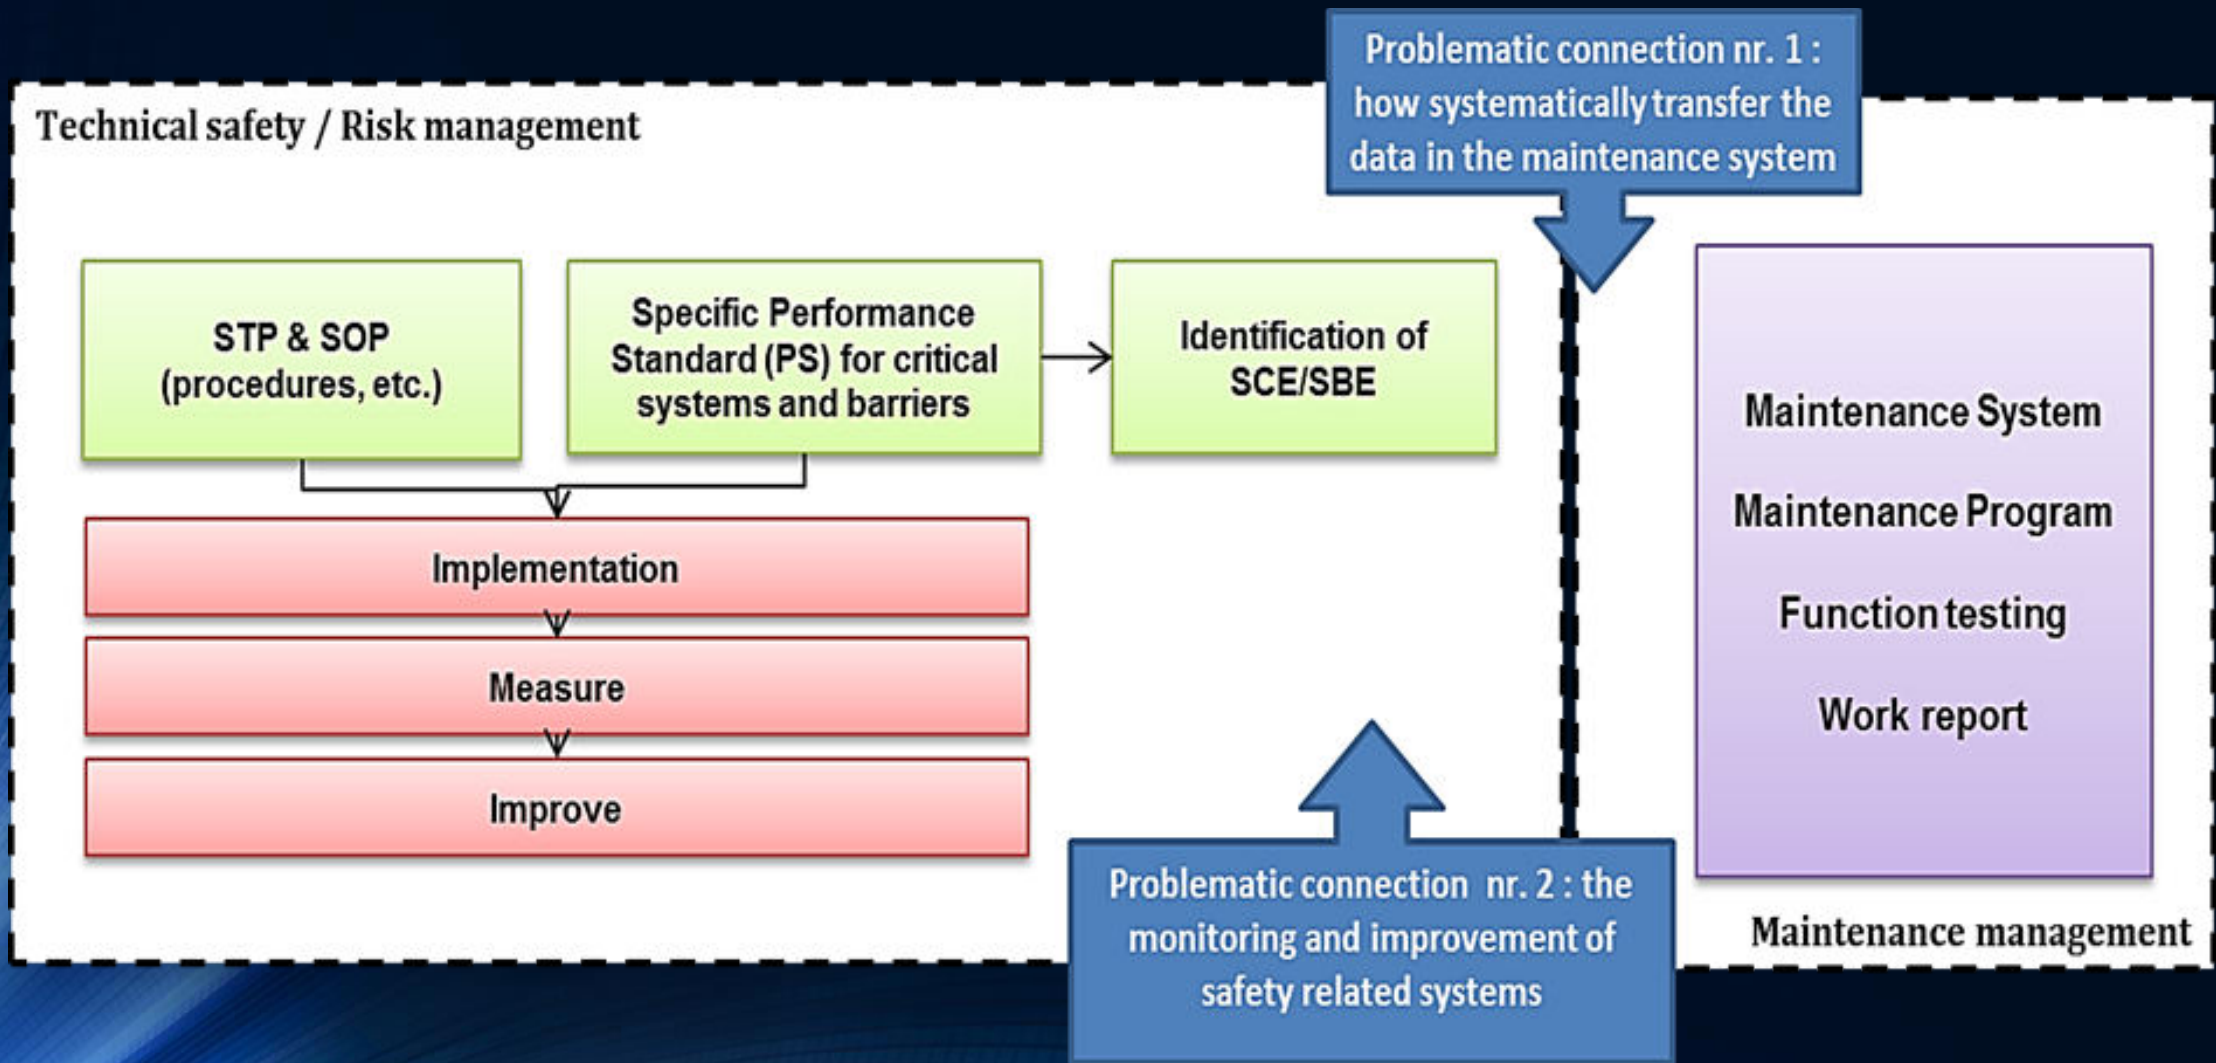 Problematic connection nr. 1 :
how systematically transfer the
data in the maintenance system
Technical safety / Risk management
STP & SOP
(procedures, etc.)
Specific Performance
Standard (PS) for critical
systems and barriers
Identification of
SCE/SBE
Implementation
Measure
Improve
Maintenance System
Maintenance Program
Function testing
Work report
Problematic connection nr. 2 : the
monitoring and improvement of
safety related systems
Maintenance management